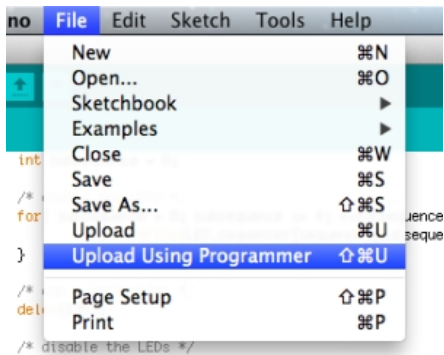 no File Edit Sketch Tools Help
New ⌘N
Open... ⌘O
Sketchbook ▶
Examples ▶
Close ⌘W
Save ⌘S
Save As... ⇧⌘S
Upload ⌘U
Upload Using Programmer ⇧⌘U
Page Setup ⇧⌘P
Print ⌘P
int
/*
for uence
seque
}
/*
del
/* disable the LEDs */